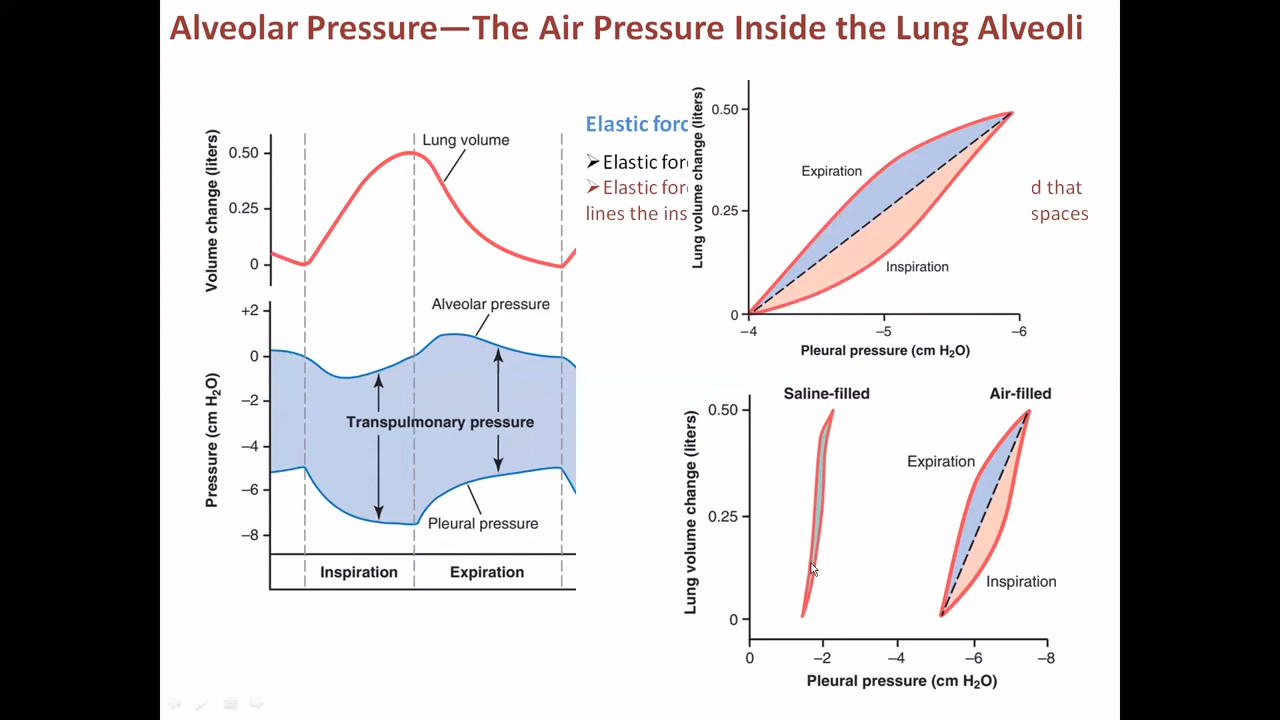 Alveolar Pressure—The Air Pressure Inside the Lung Alveoli
Volume change (liters)
0.50
0.25
0
Lung volume
Pressure (cm H₂O)
+2
0
−2
−4
−6
−8
Alveolar pressure
Transpulmonary pressure
Pleural pressure
Inspiration
Expiration
Elastic forc
➢Elastic for
➢Elastic for
d that
lines the ins
spaces
Lung volume change (liters)
0.50
0.25
0
Expiration
Inspiration
−4
−5
−6
Pleural pressure (cm H₂O)
Saline-filled
Air-filled
Lung volume change (liters)
0.50
0.25
0
Expiration
Inspiration
0
−2
−4
−6
−8
Pleural pressure (cm H₂O)